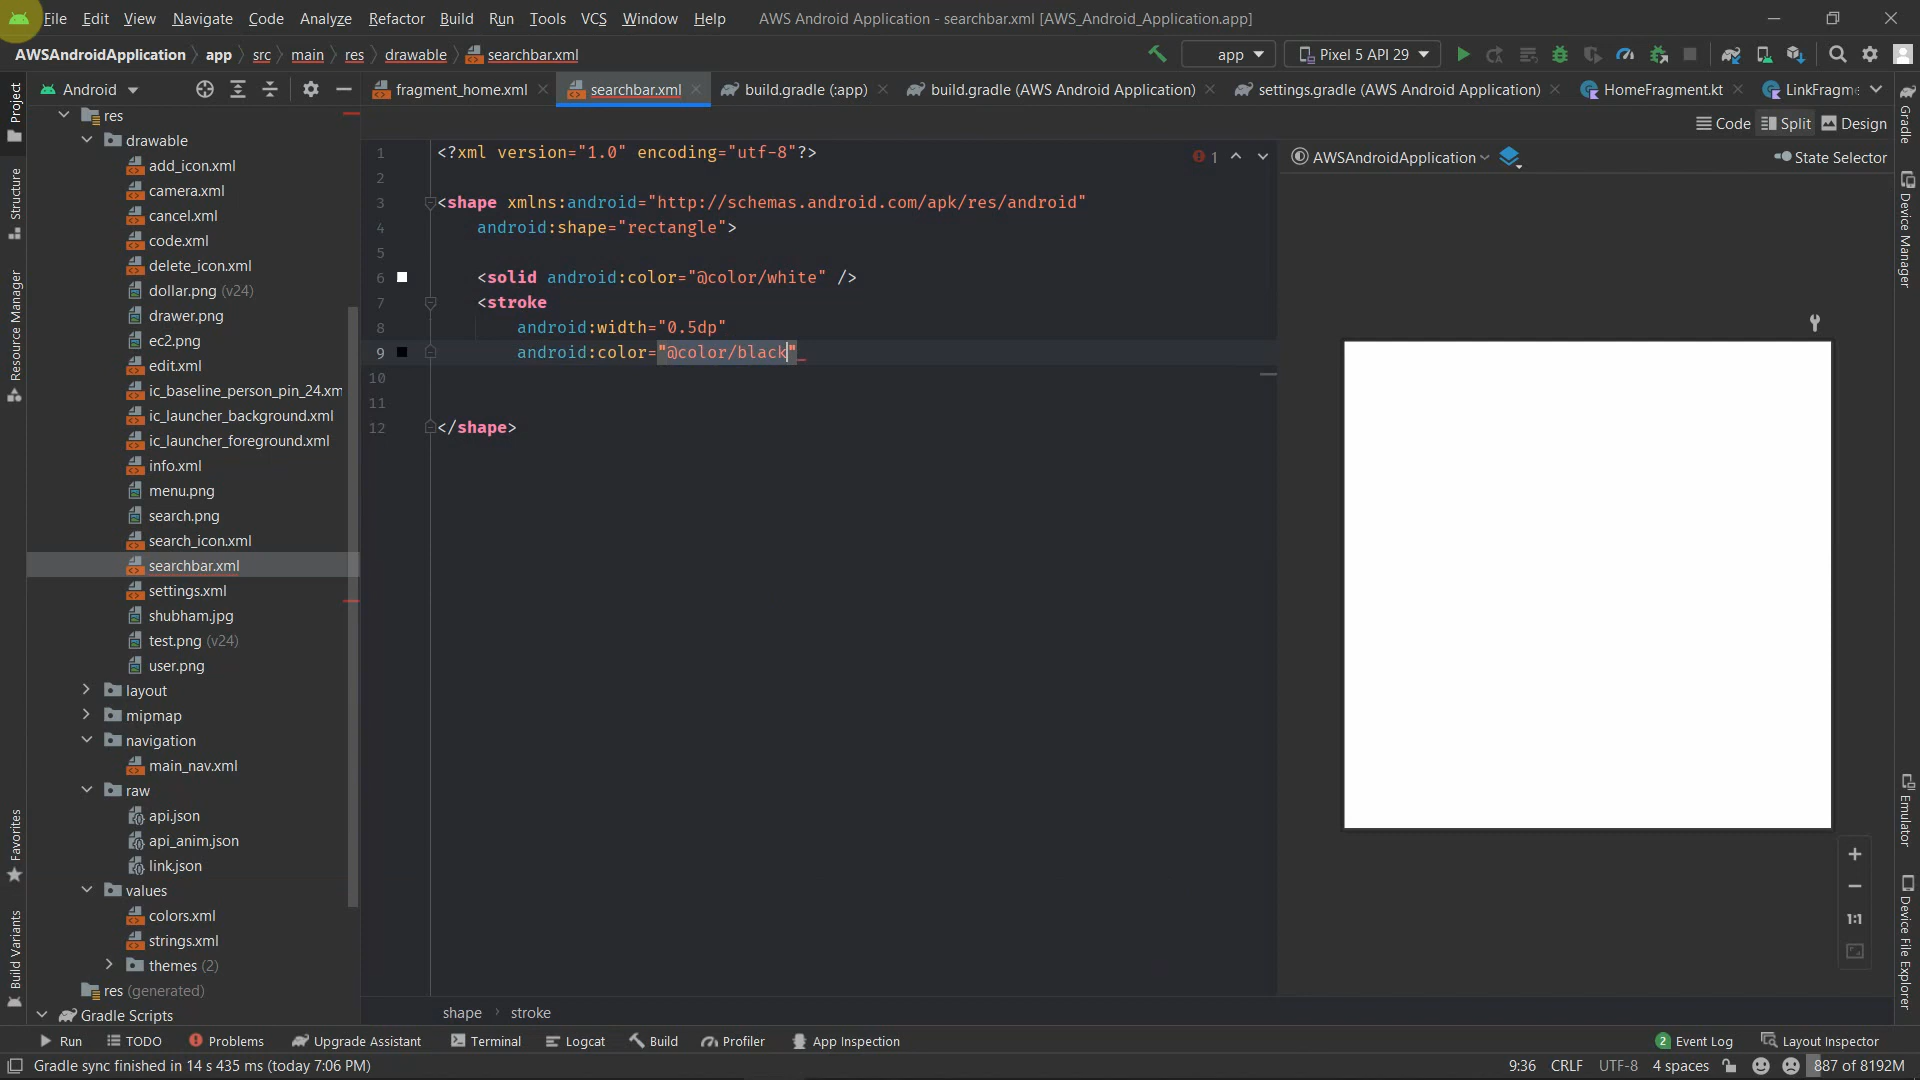 File Edit View Navigate Code Analyze Refactor Build Run Tools VCS Window Help AWS Android Application - searchbar.xml [AWS_Android_Application.app]
AWSAndroidApplication app src main res drawable searchbar.xml app Pixel 5 API 29
Android fragment_home.xml searchbar.xml build.gradle (:app) build.gradle (AWS Android Application) settings.gradle (AWS Android Application) HomeFragment.kt LinkFragm
Code Split Design
AWSAndroidApplication State Selector
1
Project
Structure
Resource Manager
Favorites
Build Variants
res
drawable
add_icon.xml
camera.xml
cancel.xml
code.xml
delete_icon.xml
dollar.png (v24)
drawer.png
ec2.png
edit.xml
ic_baseline_person_pin_24.xm
ic_launcher_background.xml
ic_launcher_foreground.xml
info.xml
menu.png
search.png
search_icon.xml
searchbar.xml
settings.xml
shubham.jpg
test.png (v24)
user.png
layout
mipmap
navigation
main_nav.xml
raw
api.json
api_anim.json
link.json
values
colors.xml
strings.xml
themes (2)
res (generated)
Gradle Scripts
1 <?xml version="1.0" encoding="utf-8"?>
2
3 <shape xmlns:android="http://schemas.android.com/apk/res/android"
4 android:shape="rectangle">
5
6 <solid android:color="@color/white" />
7 <stroke
8 android:width="0.5dp"
9 android:color="@color/black"
10
11
12 </shape>
shape stroke
1:1
Gradle
Device Manager
Emulator
Device File Explorer
Run TODO Problems Upgrade Assistant Terminal Logcat Build Profiler App Inspection 2 Event Log Layout Inspector
Gradle sync finished in 14 s 435 ms (today 7:06 PM) 9:36 CRLF UTF-8 4 spaces 887 of 8192M